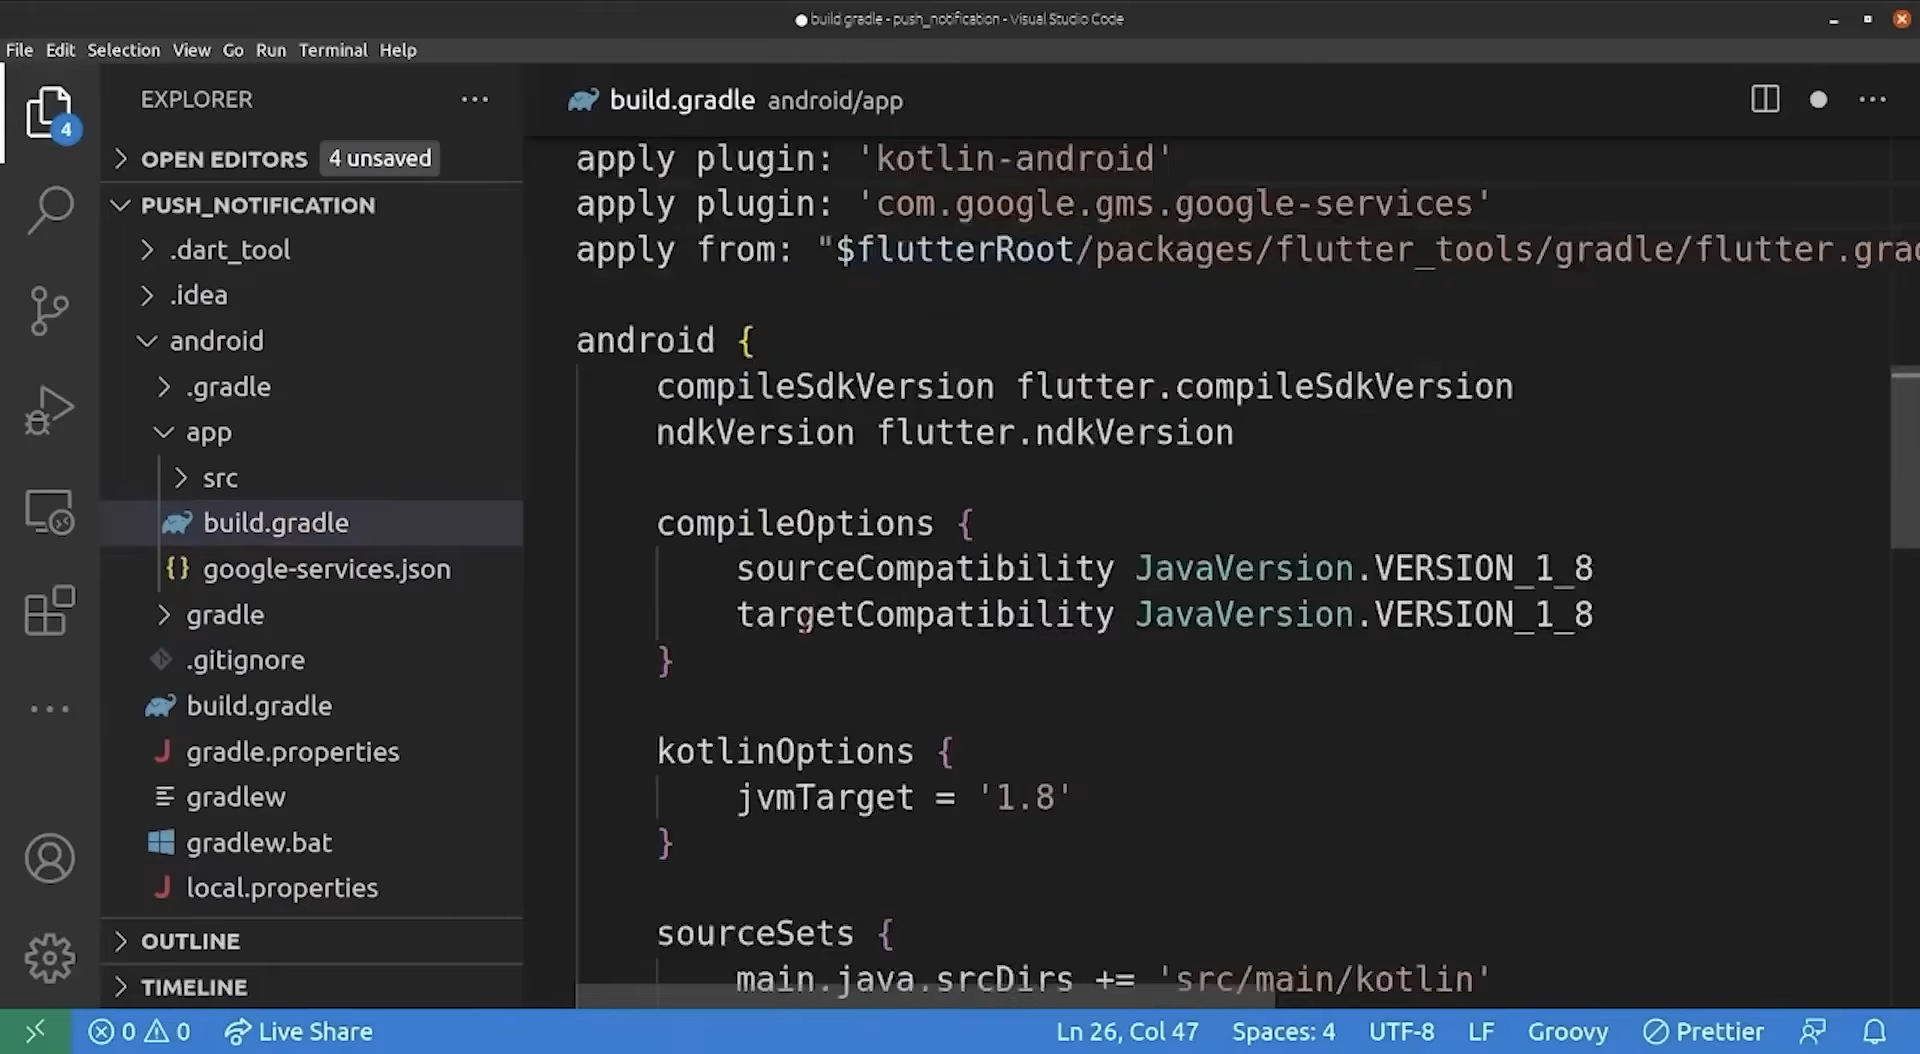 build.gradle - push_notification - Visual Studio Code
File Edit Selection View Go Run Terminal Help
EXPLORER
4
OPEN EDITORS 4 unsaved
PUSH_NOTIFICATION
.dart_tool
.idea
android
.gradle
app
src
build.gradle
google-services.json
gradle
.gitignore
build.gradle
gradle.properties
gradlew
gradlew.bat
local.properties
OUTLINE
TIMELINE
build.gradle android/app
apply plugin: 'kotlin-android'
apply plugin: 'com.google.gms.google-services'
apply from: "$flutterRoot/packages/flutter_tools/gradle/flutter.grad
android {
    compileSdkVersion flutter.compileSdkVersion
    ndkVersion flutter.ndkVersion
    compileOptions {
        sourceCompatibility JavaVersion.VERSION_1_8
        targetCompatibility JavaVersion.VERSION_1_8
    }
    kotlinOptions {
        jvmTarget = '1.8'
    }
    sourceSets {
        main.java.srcDirs += 'src/main/kotlin'
0 0 Live Share Ln 26, Col 47 Spaces: 4 UTF-8 LF Groovy Prettier